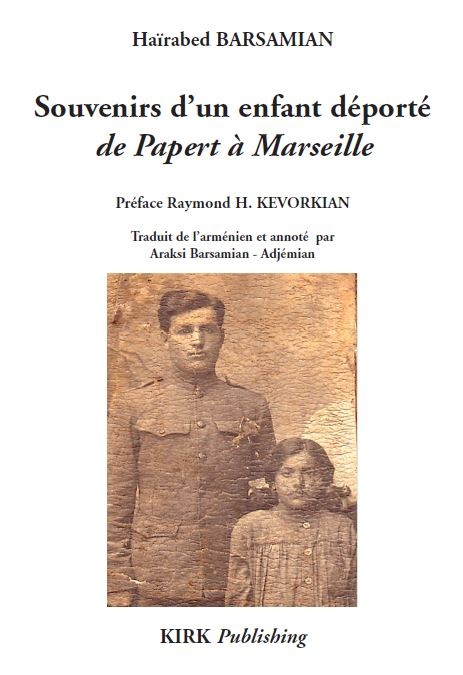 Haïrabed BARSAMIAN
Souvenirs d'un enfant déporté
de Papert à Marseille
Préface Raymond H. KEVORKIAN
Traduit de l'arménien et annoté par
Araksi Barsamian - Adjémian
KIRK Publishing